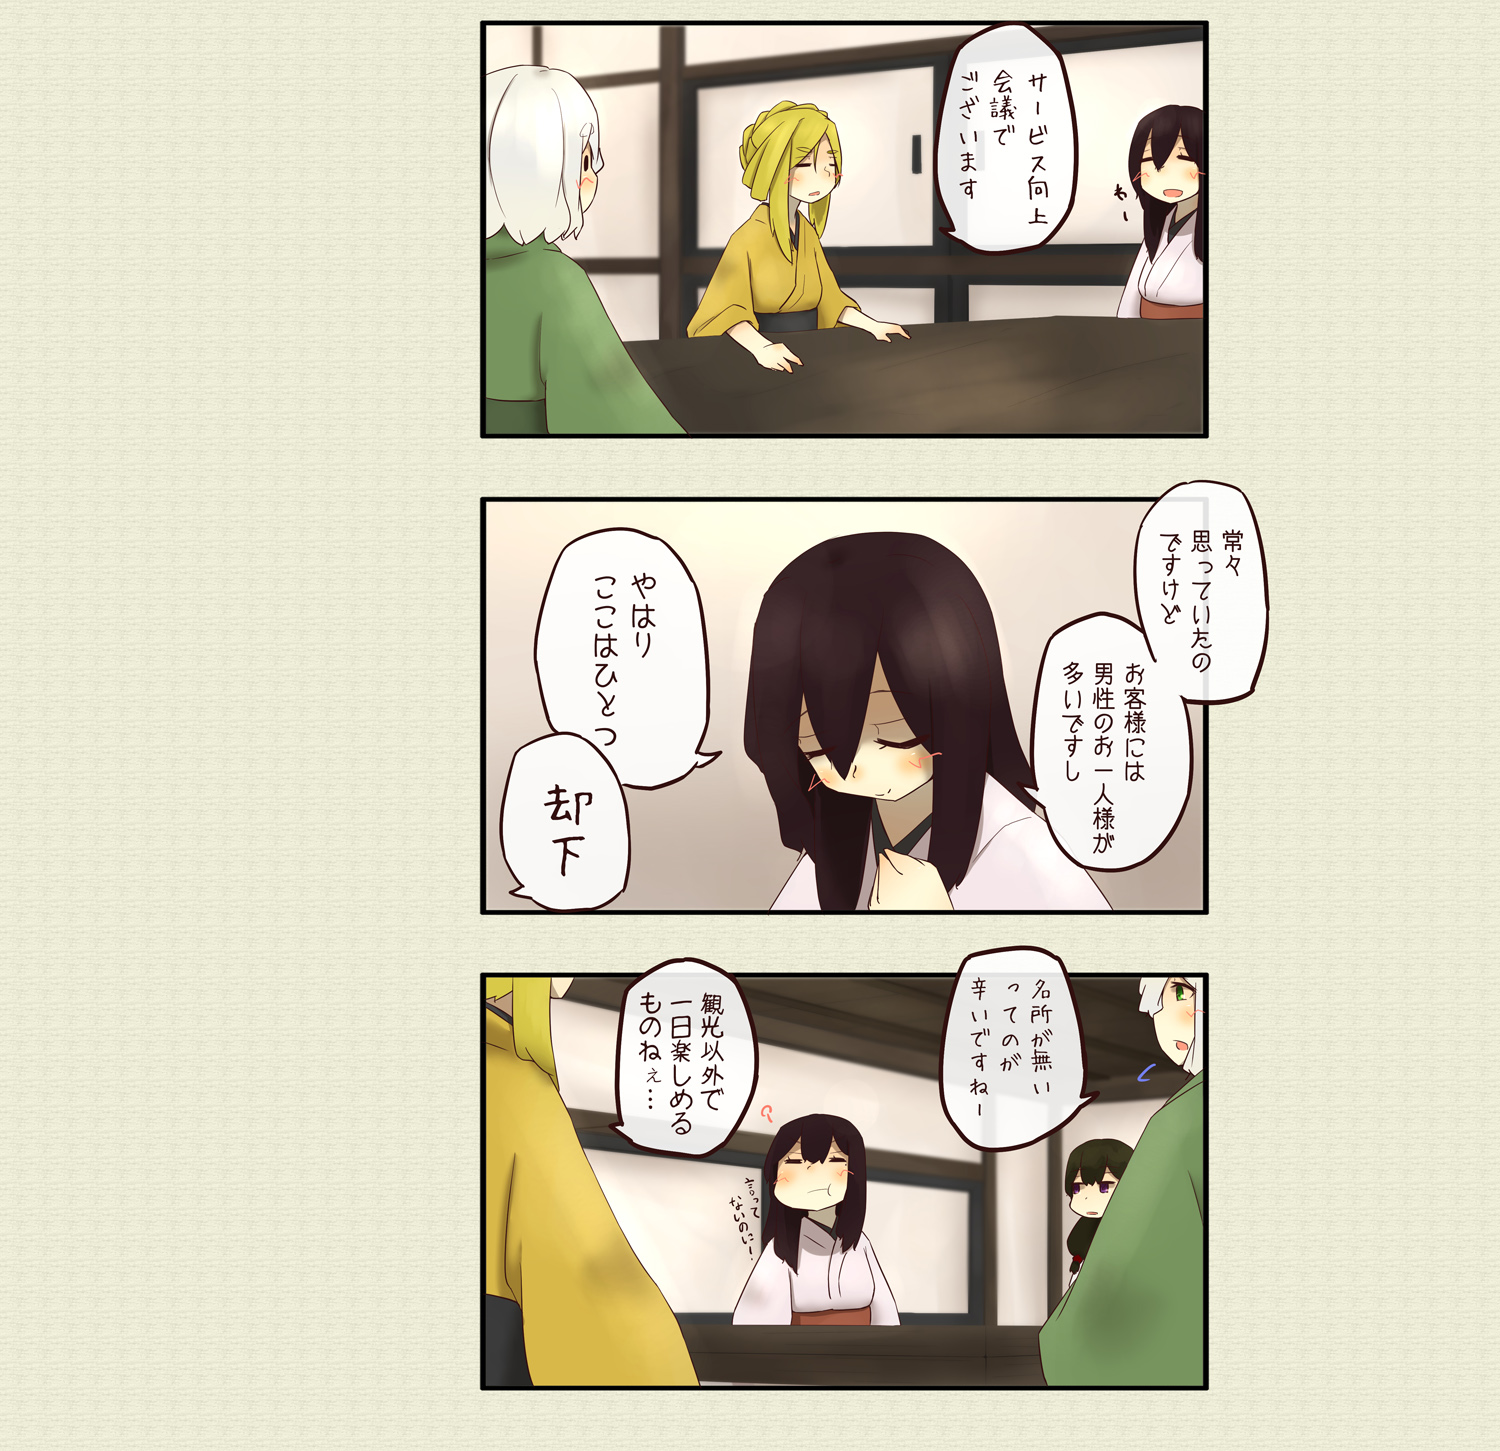 サービス向上
会議で
ございます
わー
常々
思っていたの
ですけど
お客様には
男性のお一人様が
多いですし
やはり
ここはひとつ
却下
名所が無い
ってのが
辛いですねー
観光以外で
一日楽しめる
ものねぇ…
言って
ないのにー!